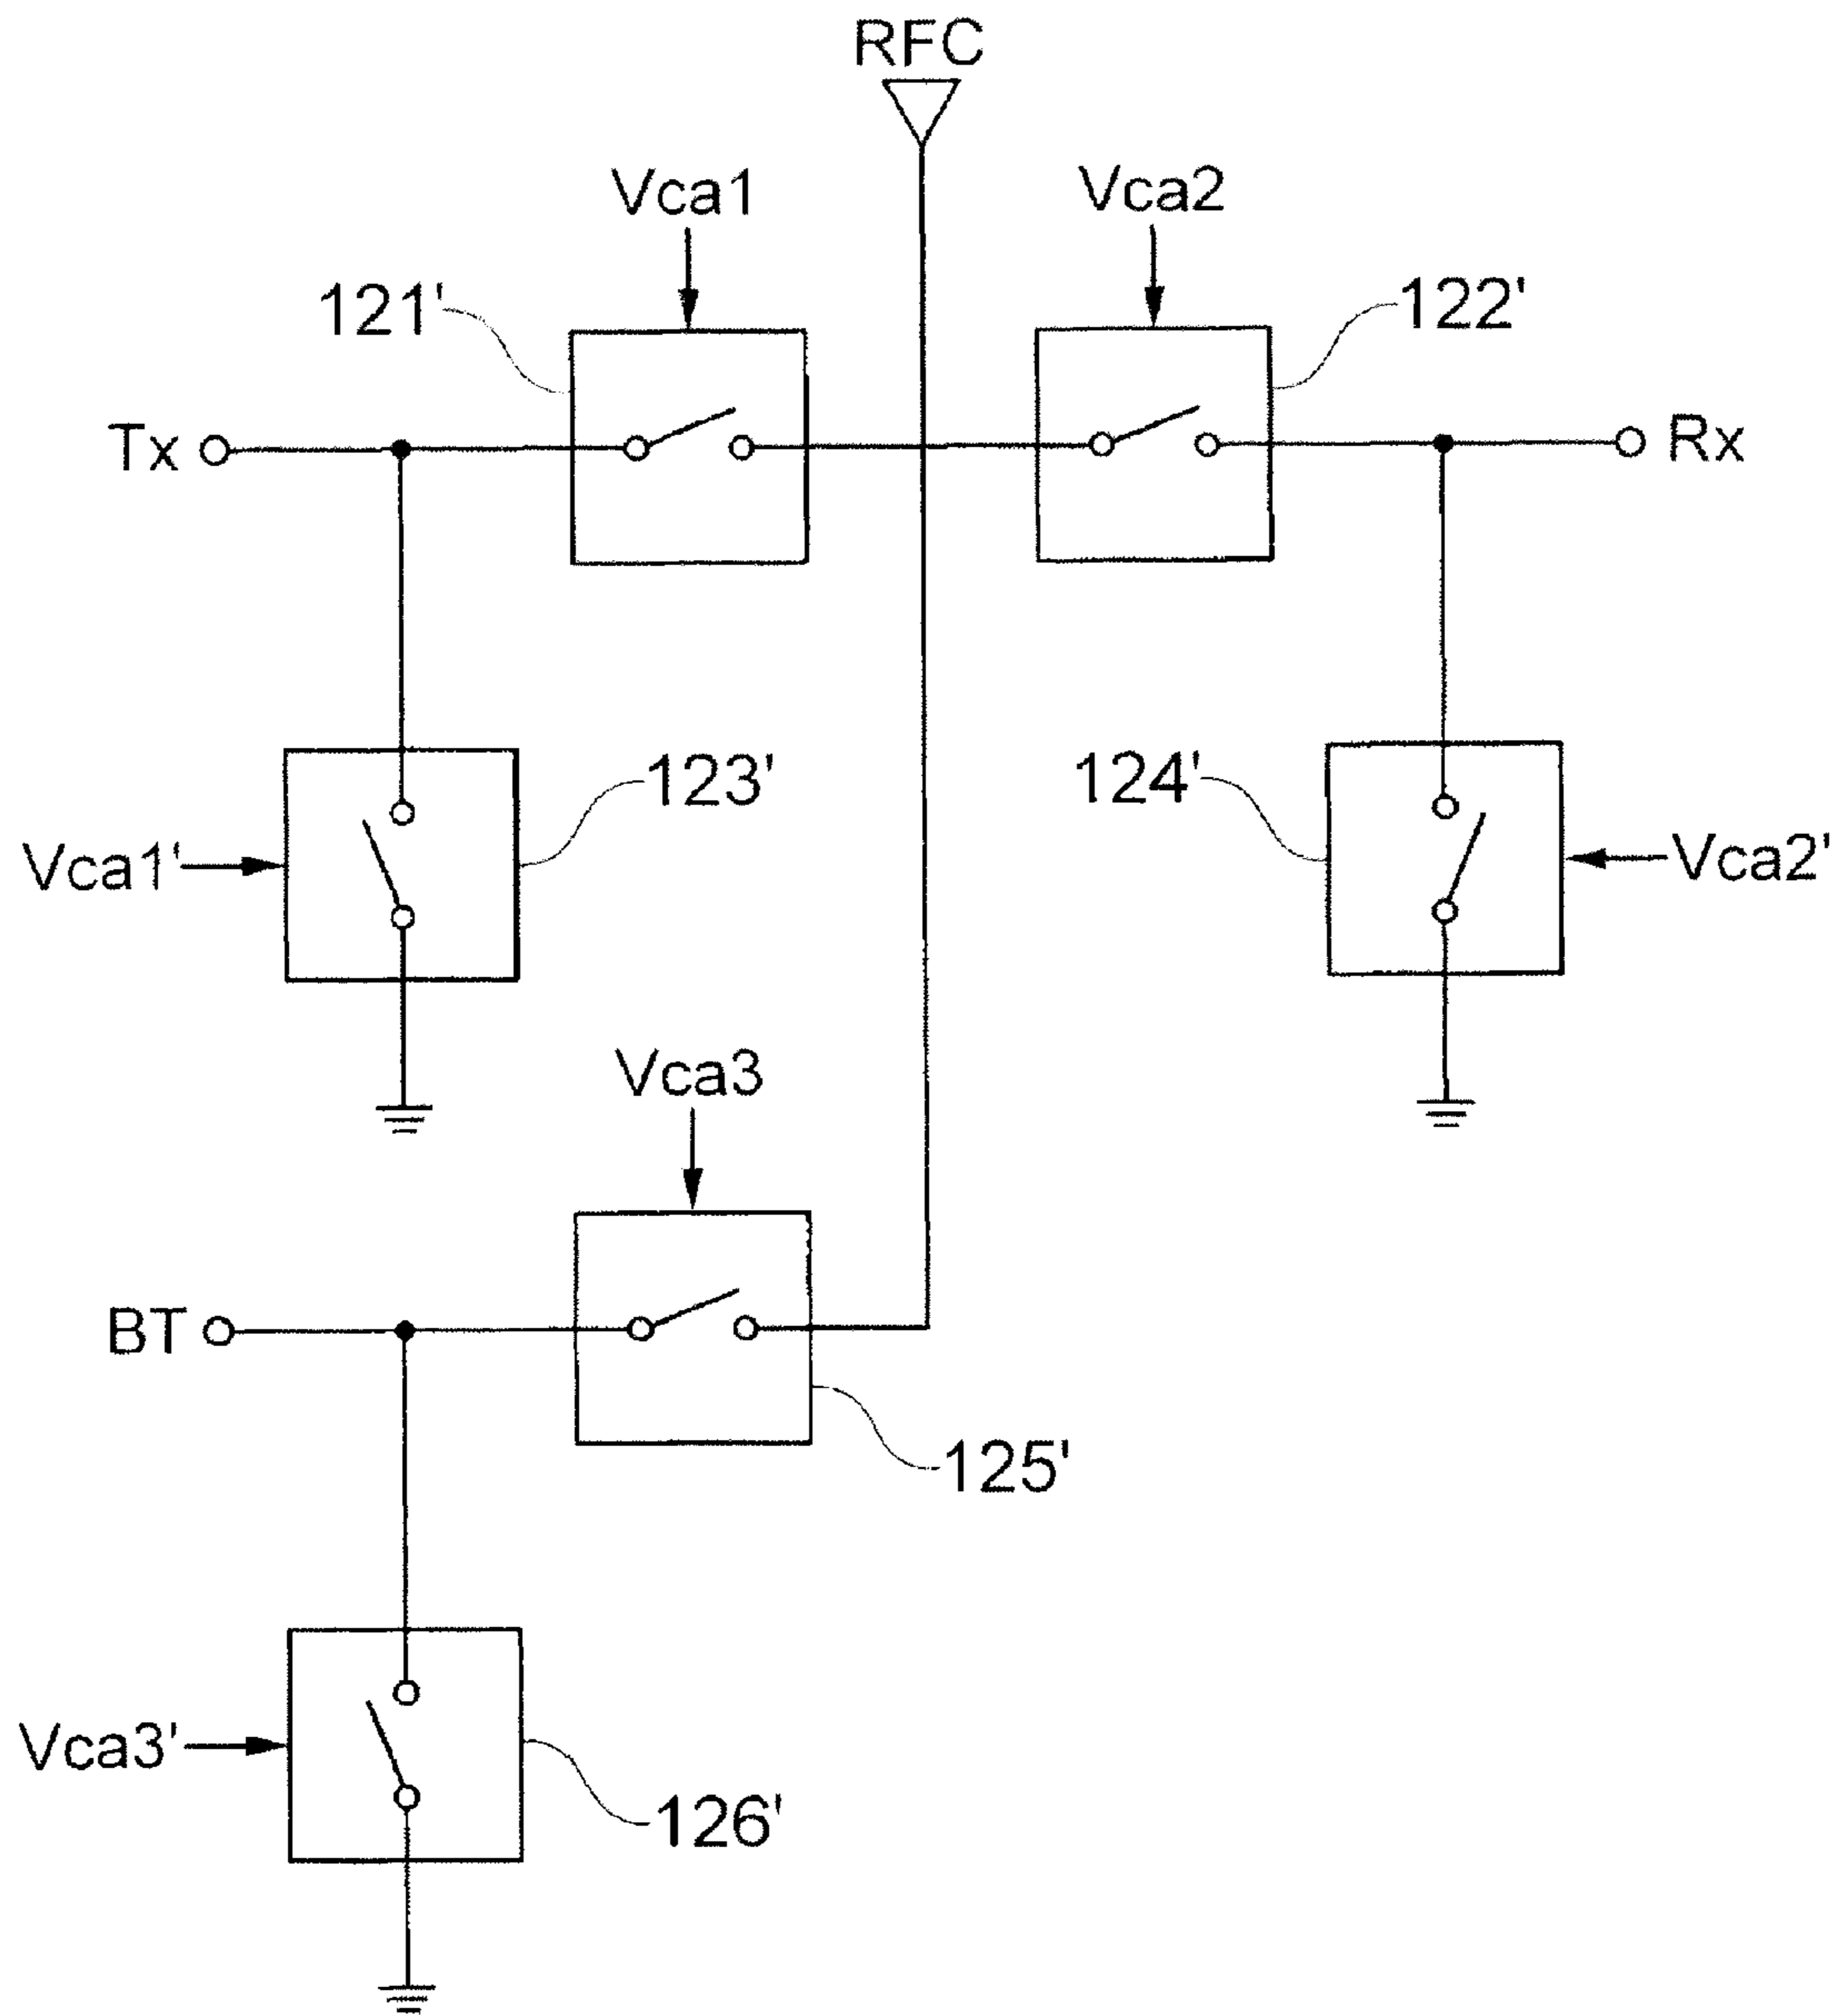 RFC
Vca1
Vca2
121'
122'
Tx
Rx
123'
124'
Vca1'
Vca2'
Vca3
BT
125'
Vca3'
126'